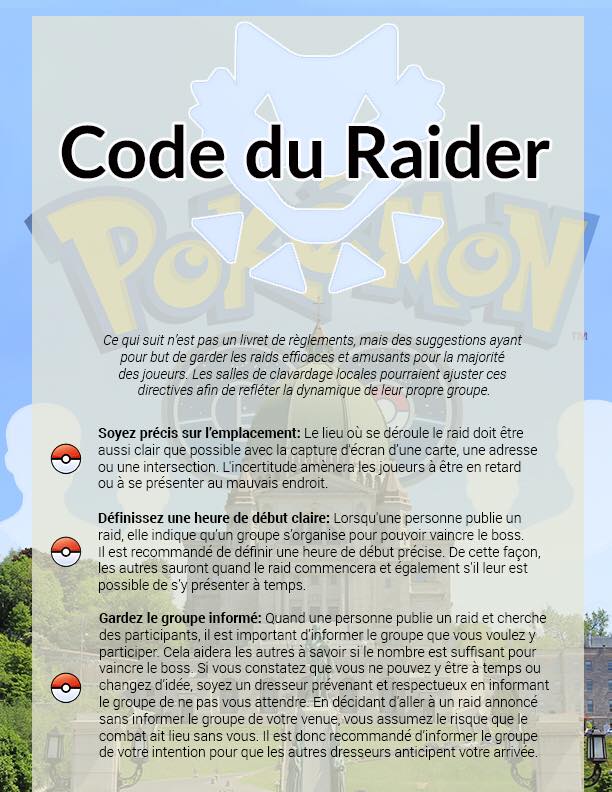 Code du Raider
POKÉMON
TM
Ce qui suit n'est pas un livret de règlements, mais des suggestions ayant
pour but de garder les raids efficaces et amusants pour la majorité
des joueurs. Les salles de clavardage locales pourraient ajuster ces
directives afin de refléter la dynamique de leur propre groupe.
Soyez précis sur l'emplacement: Le lieu où se déroule le raid doit être
aussi clair que possible avec la capture d'écran d'une carte, une adresse
ou une intersection. L'incertitude amènera les joueurs à être en retard
ou à se présenter au mauvais endroit.
Définissez une heure de début claire: Lorsqu'une personne publie un
raid, elle indique qu'un groupe s'organise pour pouvoir vaincre le boss.
Il est recommandé de définir une heure de début précise. De cette façon,
les autres sauront quand le raid commencera et également s'il leur est
possible de s'y présenter à temps.
Gardez le groupe informé: Quand une personne publie un raid et cherche
des participants, il est important d'informer le groupe que vous voulez y
participer. Cela aidera les autres à savoir si le nombre est suffisant pour
vaincre le boss. Si vous constatez que vous ne pouvez y être à temps ou
changez d'idée, soyez un dresseur prévenant et respectueux en informant
le groupe de ne pas vous attendre. En décidant d'aller à un raid annoncé
sans informer le groupe de votre venue, vous assumez le risque que le
combat ait lieu sans vous. Il est donc recommandé d'informer le groupe
de votre intention pour que les autres dresseurs anticipent votre arrivée.